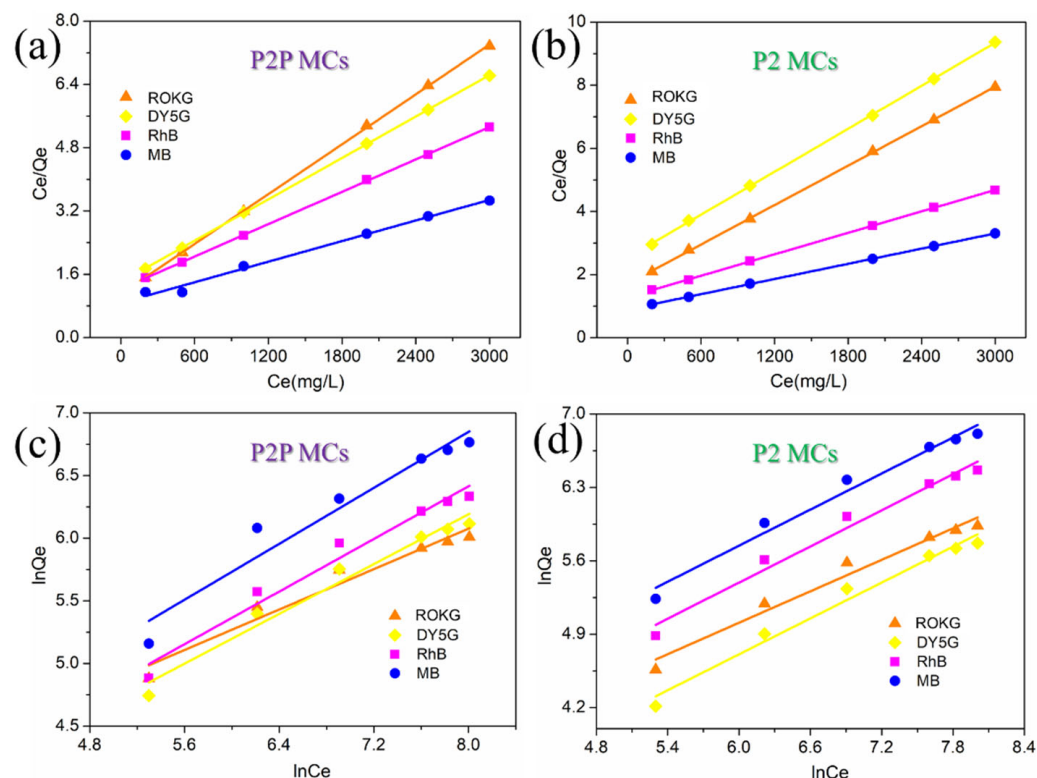 (a)
P2P MCs
ROKG
DY5G
RhB
MB
Ce/Qe
8.0
6.4
4.8
3.2
1.6
0.0
0 600 1200 1800 2400 3000
Ce(mg/L)
(b)
P2 MCs
ROKG
DY5G
RhB
MB
Ce/Qe
10
8
6
4
2
0
0 600 1200 1800 2400 3000
Ce(mg/L)
(c)
P2P MCs
ROKG
DY5G
RhB
MB
lnQe
7.0
6.5
6.0
5.5
5.0
4.5
4.8 5.6 6.4 7.2 8.0
lnCe
(d)
P2 MCs
ROKG
DY5G
RhB
MB
lnQe
7.0
6.3
5.6
4.9
4.2
4.8 5.4 6.0 6.6 7.2 7.8 8.4
lnCe